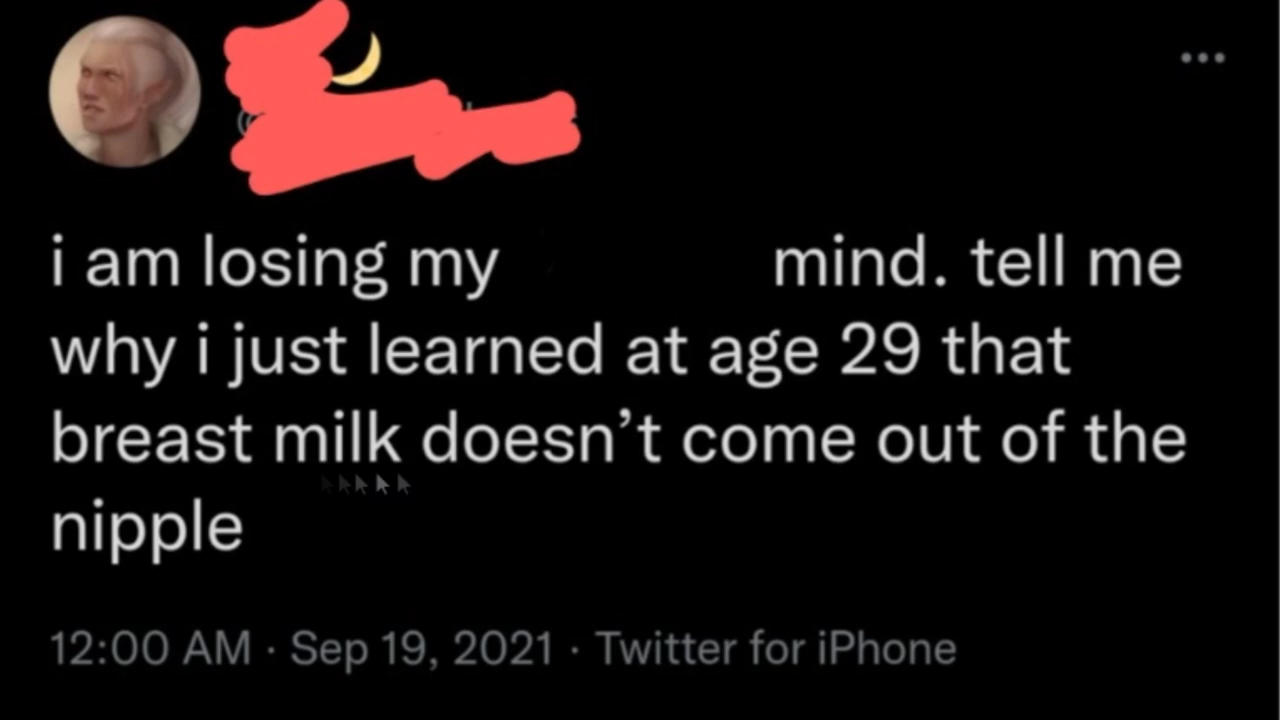 i am losing my mind. tell me
why i just learned at age 29 that
breast milk doesn’t come out of the
nipple
12:00 AM · Sep 19, 2021 · Twitter for iPhone